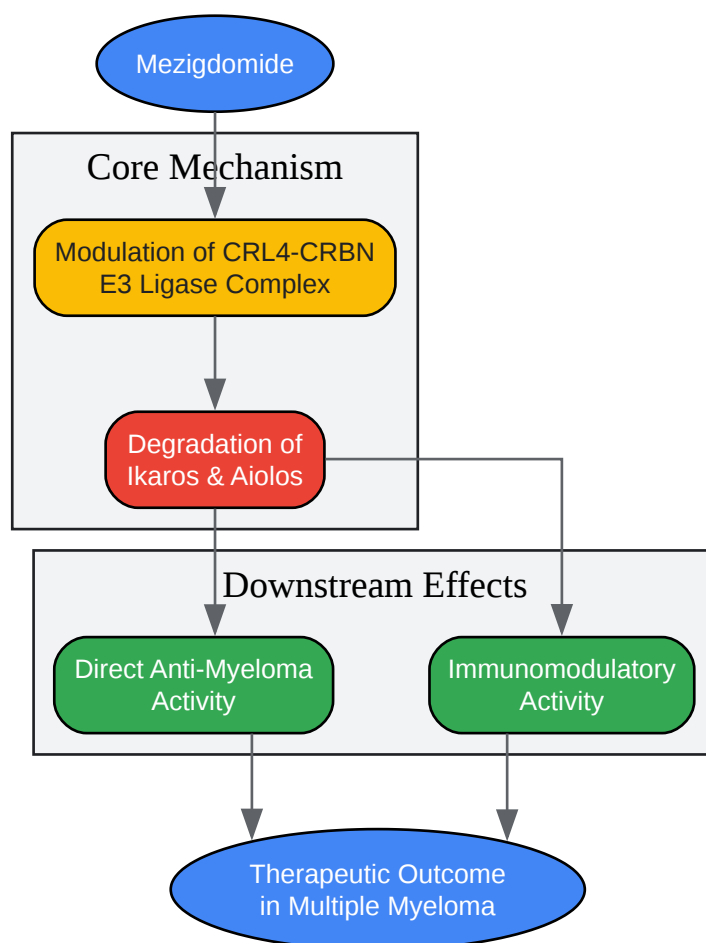 Mezigdomide
Core Mechanism
Modulation of CRL4-CRBN
E3 Ligase Complex
Degradation of
Ikaros & Aiolos
Downstream Effects
Direct Anti-Myeloma
Activity
Immunomodulatory
Activity
Therapeutic Outcome
in Multiple Myeloma